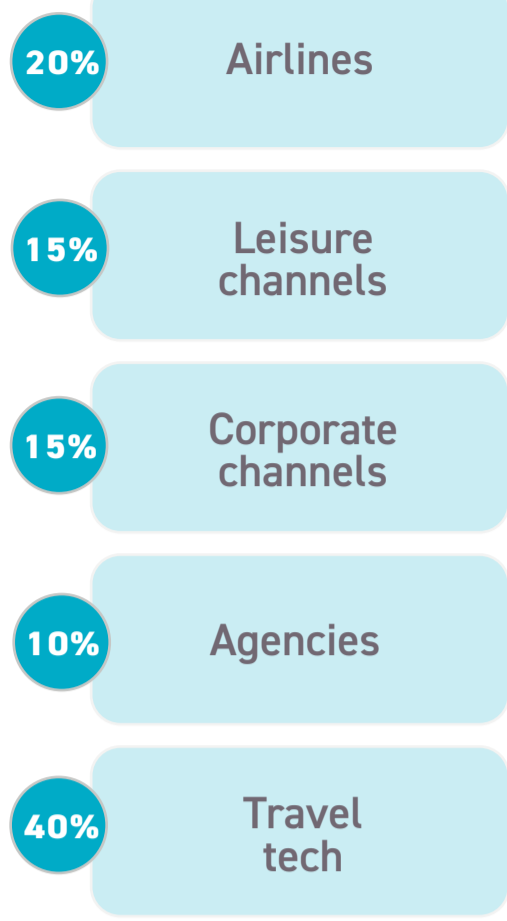 20%
Airlines
15%
Leisure
channels
15%
Corporate
channels
10%
Agencies
40%
Travel
tech